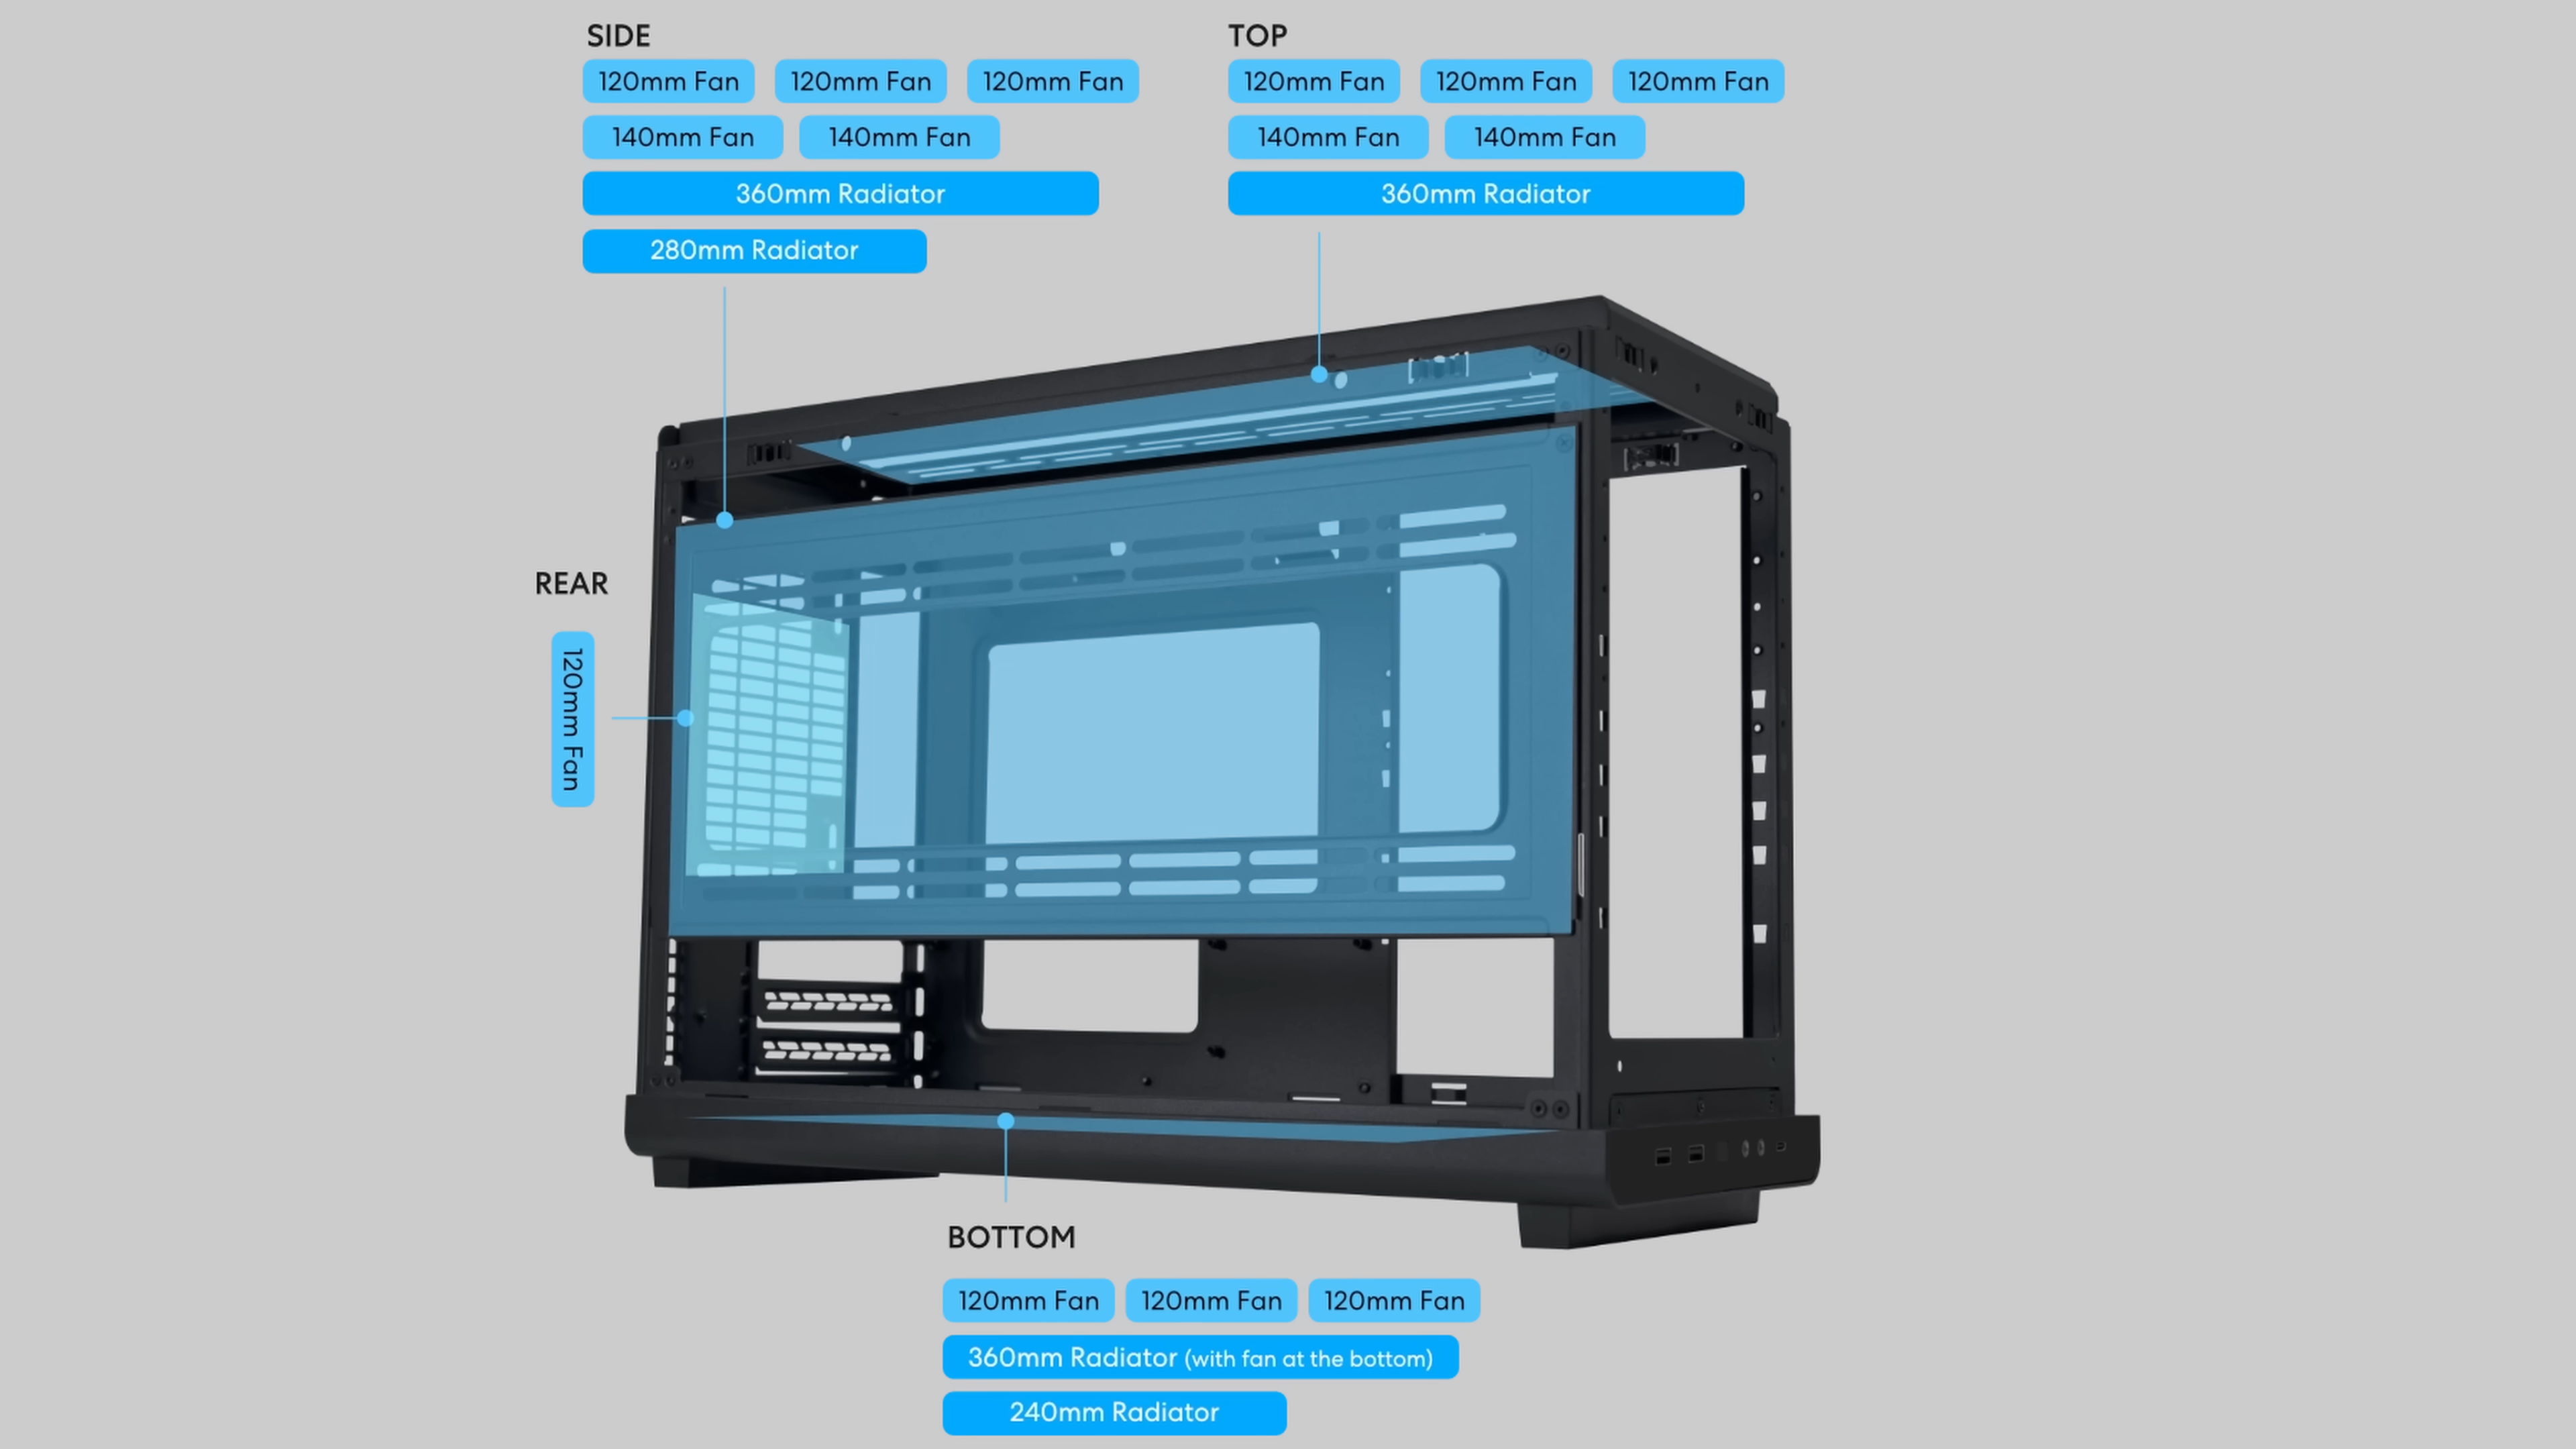 SIDE
120mm Fan 120mm Fan 120mm Fan
140mm Fan 140mm Fan
360mm Radiator
280mm Radiator
TOP
120mm Fan 120mm Fan 120mm Fan
140mm Fan 140mm Fan
360mm Radiator
REAR
120mm Fan
BOTTOM
120mm Fan 120mm Fan 120mm Fan
360mm Radiator (with fan at the bottom)
240mm Radiator